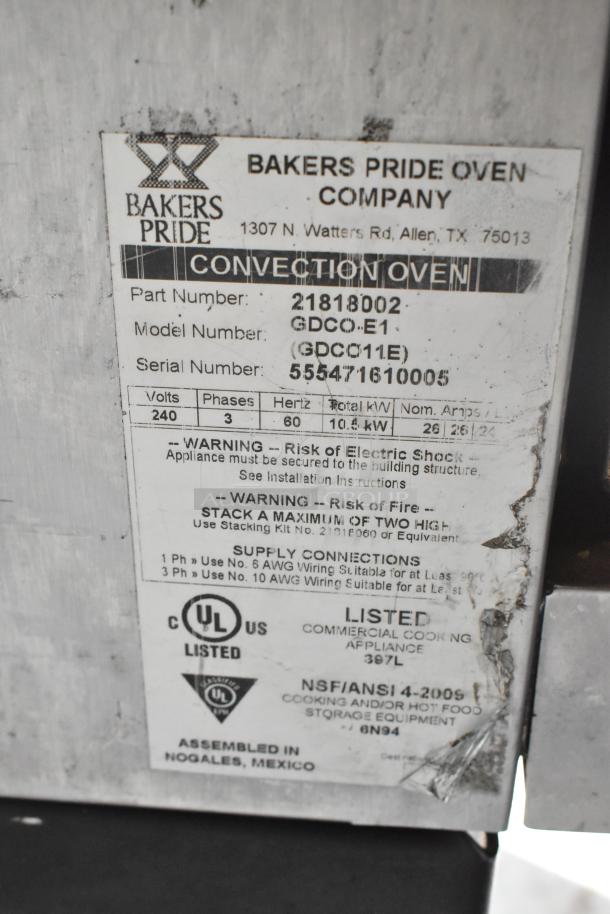 BAKERS PRIDE
BAKERS PRIDE OVEN
COMPANY
1307 N. Watters Rd, Allen, TX 75013
CONVECTION OVEN
Part Number: 21818002
Model Number: GDCO-E1
(GDCO11E)
Serial Number: 555471610005
Volts Phases Hertz Total kW Nom. Amps /
240 3 60 10.5 kW 26 26 24
-- WARNING -- Risk of Electric Shock --
Appliance must be secured to the building structure,
See Installation Instructions
-- WARNING -- Risk of Fire --
STACK A MAXIMUM OF TWO HIGH
Use Stacking Kit No. 21818060 or Equivalent
SUPPLY CONNECTIONS
1 Ph » Use No. 6 AWG Wiring Suitable for at Least 90°C
3 Ph » Use No. 10 AWG Wiring Suitable for at Least
C UL US
LISTED
LISTED
COMMERCIAL COOKING
APPLIANCE
397L
CLASSIFIED
UL
EPH
NSF/ANSI 4-2009
COOKING AND/OR HOT FOOD
STORAGE EQUIPMENT
6N94
ASSEMBLED IN
NOGALES, MEXICO